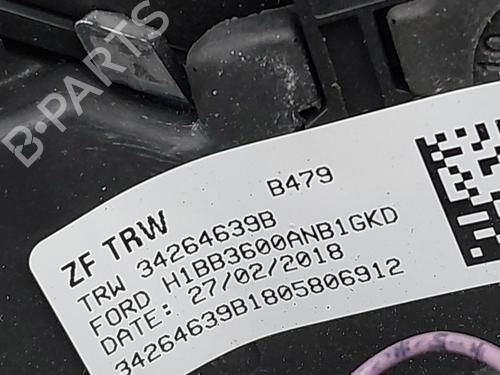 B-PARTS
B479
ZF TRW
TRW 34264639B
FORD H1BB3600ANB1GKD
DATE: 27/02/2018
34264639B1805806912